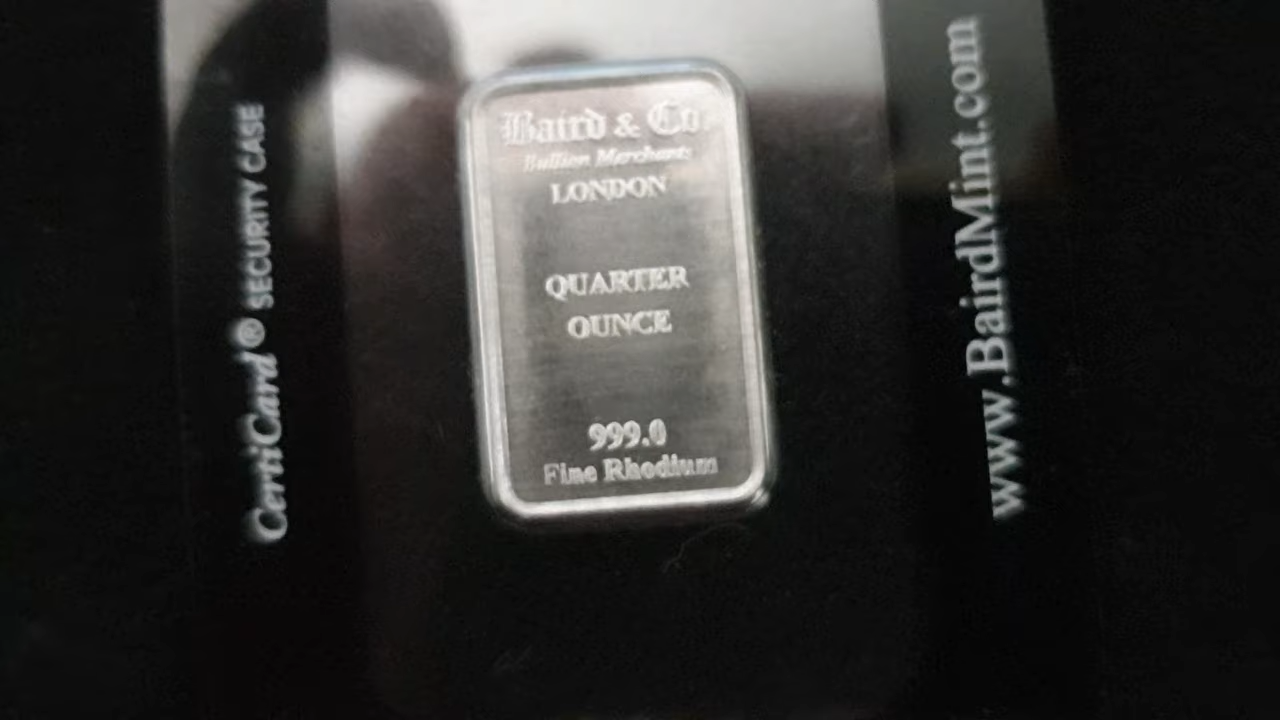 CertiCard® SECURITY CASE
Baird & Co.
Bullion Merchants
LONDON
QUARTER
OUNCE
999.0
Fine Rhodium
www.BairdMint.com